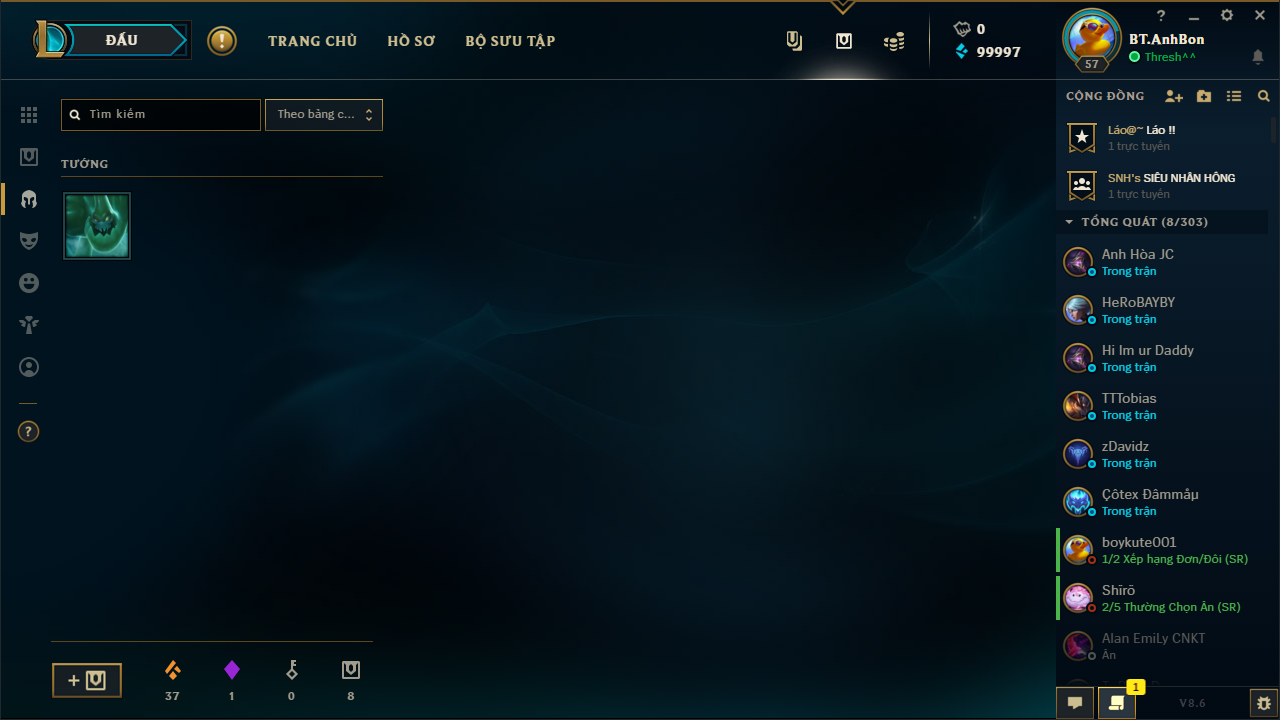 ĐẤU
TRANG CHỦ
HỒ SƠ
BỘ SƯU TẬP
0
99997
57
BT.AnhBon
Thresh^^
Tìm kiếm
Theo bảng c...
TƯỚNG
37
1
0
8
CỘNG ĐỒNG
Láo@~ Láo !!
1 trực tuyến
SNH's SIÊU NHÂN HỒNG
1 trực tuyến
TỔNG QUÁT (8/303)
Anh Hòa JC
Trong trận
HeRoBAYBY
Trong trận
Hi Im ur Daddy
Trong trận
TTTobias
Trong trận
zDavidz
Trong trận
Çôtex Đâmmåµ
Trong trận
boykute001
1/2 Xếp hạng Đơn/Đôi (SR)
Shīrō
2/5 Thường Chọn Ẩn (SR)
Alan EmiLy CNKT
Ẩn
1
V8.6